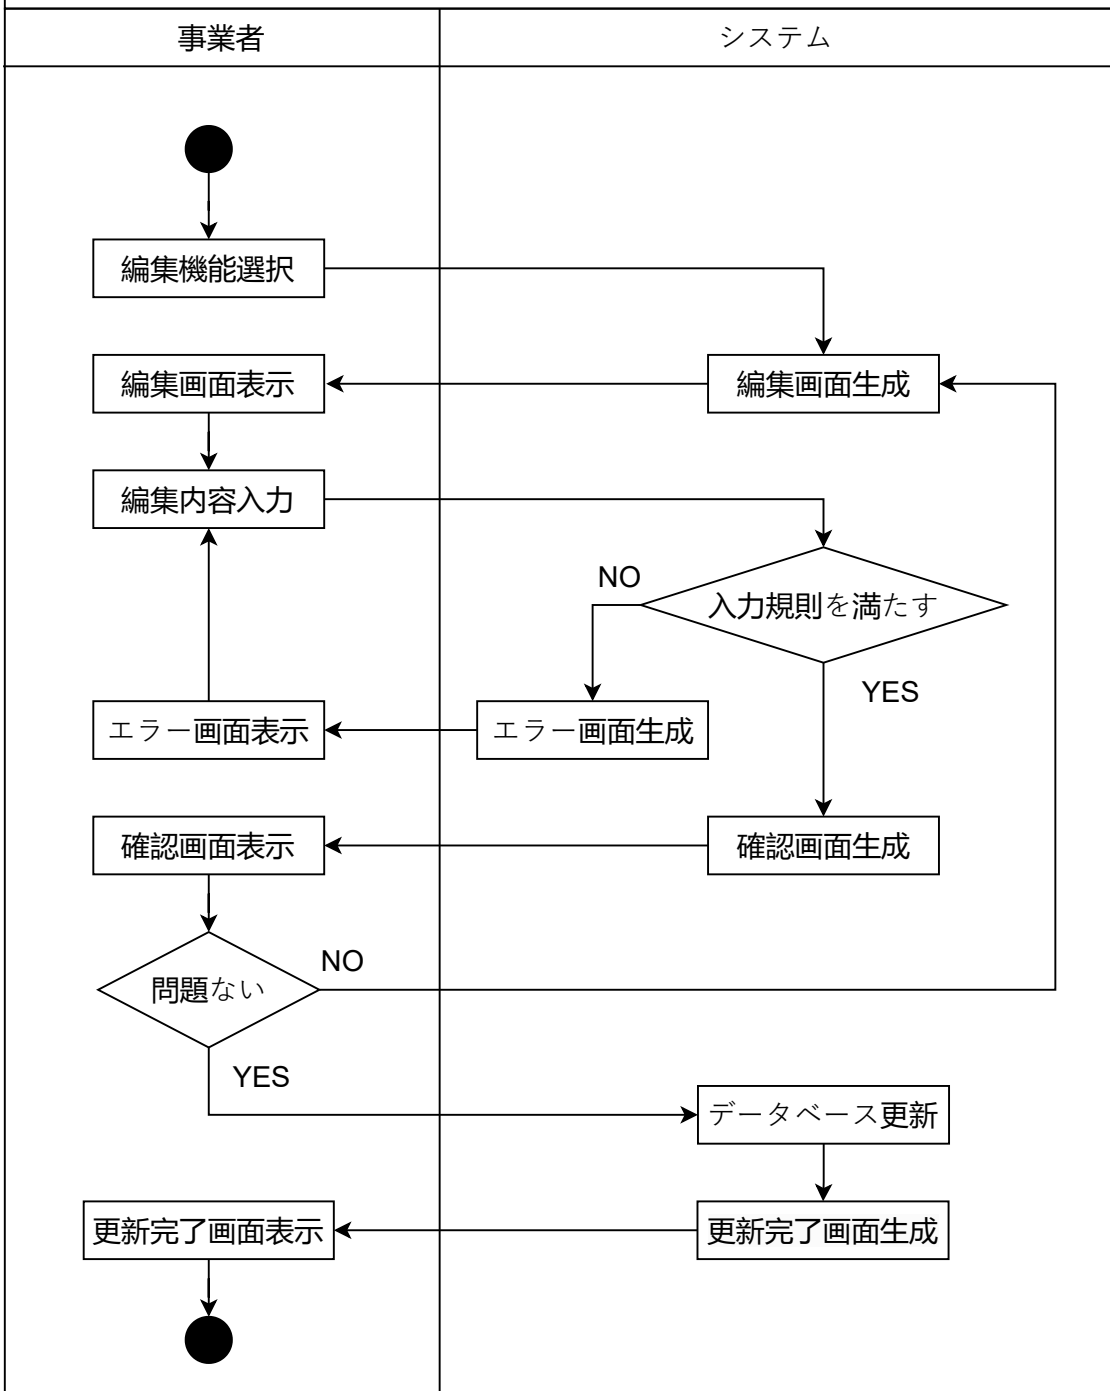 事業者
システム
編集機能選択
編集画面表示
編集画面生成
編集内容入力
NO
入力規則を満たす
YES
エラー画面表示
エラー画面生成
確認画面表示
確認画面生成
NO
問題ない
YES
データベース更新
更新完了画面表示
更新完了画面生成